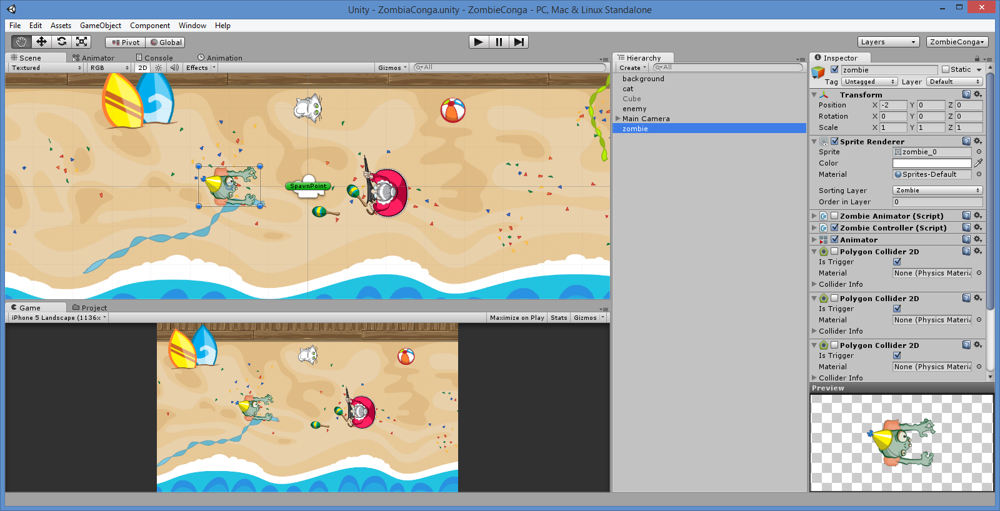 Unity - ZombiaConga.unity - ZombieConga - PC, Mac & Linux Standalone
File Edit Assets GameObject Component Window Help
Pivot Global Layers ZombieConga
Scene Animator Console Animation
Textured RGB 2D Effects Gizmos All
SpawnPoint
Game Project
iPhone 5 Landscape (1136x Maximize on Play Stats Gizmos
Hierarchy
Create All
background
cat
Cube
enemy
Main Camera
zombie
Inspector
zombie Static
Tag Untagged Layer Default
Transform
Position X -2 Y 0 Z 0
Rotation X 0 Y 0 Z 0
Scale X 1 Y 1 Z 1
Sprite Renderer
Sprite zombie_0
Color
Material Sprites-Default
Sorting Layer Zombie
Order in Layer 0
Zombie Animator (Script)
Zombie Controller (Script)
Animator
Polygon Collider 2D
Is Trigger
Material None (Physics Materia
Collider Info
Polygon Collider 2D
Is Trigger
Material None (Physics Materia
Collider Info
Polygon Collider 2D
Is Trigger
Material None (Physics Materia
Collider Info
Preview